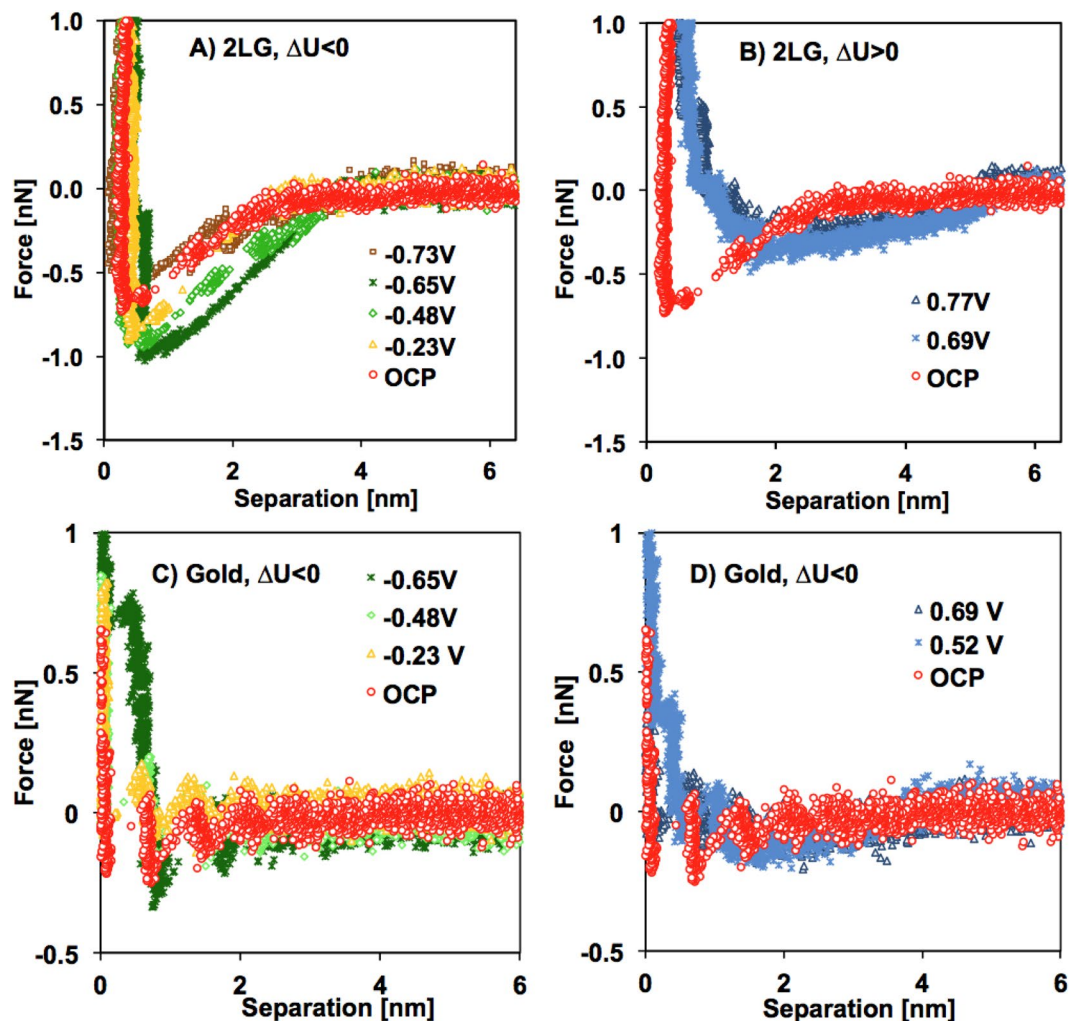 A) 2LG, ΔU<0
1.0
0.5
0.0
-0.5
-1.0
-1.5
Force [nN]
-0.73V
-0.65V
-0.48V
-0.23V
OCP
0 2 4 6
Separation [nm]
B) 2LG, ΔU>0
1.0
0.5
0.0
-0.5
-1.0
-1.5
Force [nN]
0.77V
0.69V
OCP
0 2 4 6
Separation [nm]
C) Gold, ΔU<0
1
0.5
0
-0.5
Force [nN]
-0.65V
-0.48V
-0.23 V
OCP
0 2 4 6
Separation [nm]
D) Gold, ΔU<0
1
0.5
0
-0.5
Force [nN]
0.69 V
0.52 V
OCP
0 2 4 6
Separation [nm]